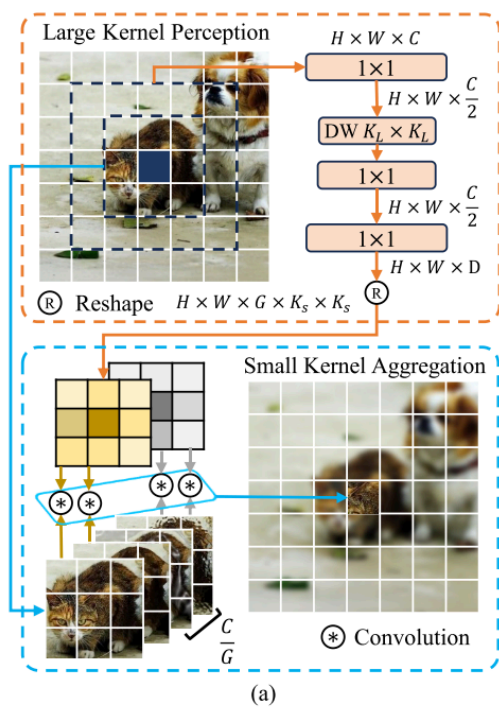 Large Kernel Perception
H × W × C
1×1
H × W × C/2
DW K_L × K_L
1×1
H × W × C/2
1×1
H × W × D
R
R Reshape H × W × G × K_s × K_s
Small Kernel Aggregation
* * * *
C/G
* Convolution
(a)